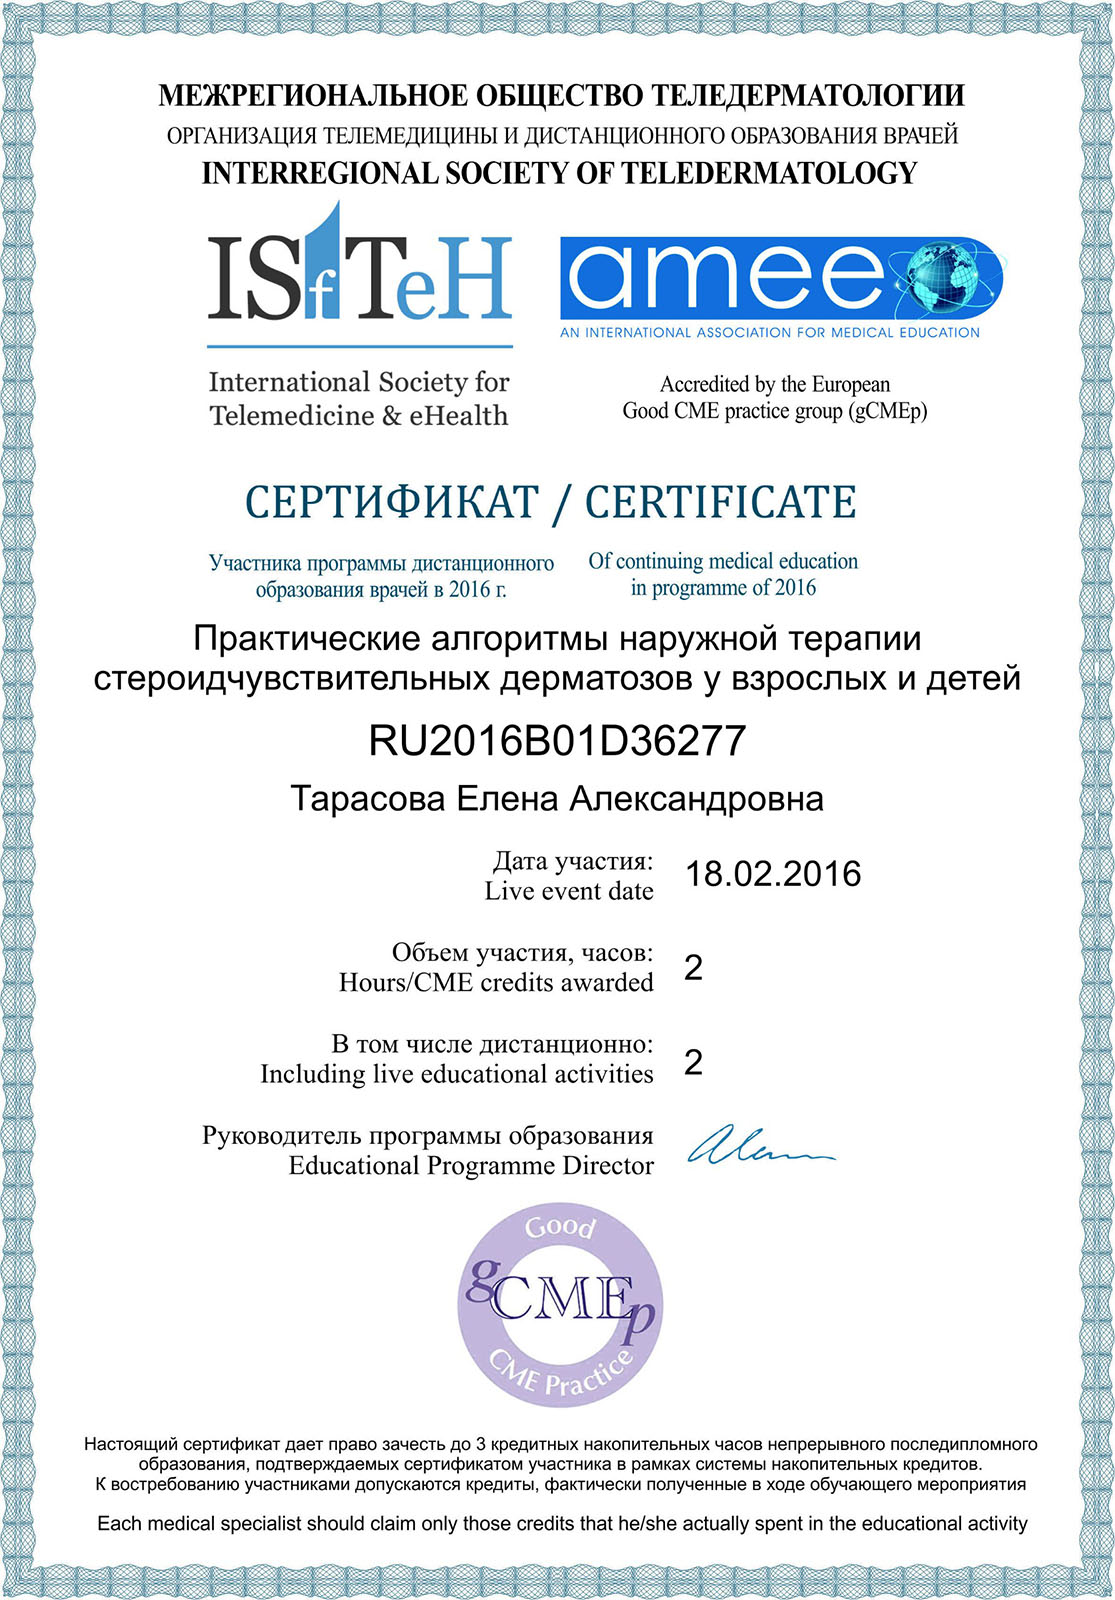 МЕЖРЕГИОНАЛЬНОЕ ОБЩЕСТВО ТЕЛЕДЕРМАТОЛОГИИ
ОРГАНИЗАЦИЯ ТЕЛЕМЕДИЦИНЫ И ДИСТАНЦИОННОГО ОБРАЗОВАНИЯ ВРАЧЕЙ
INTERREGIONAL SOCIETY OF TELEDERMATOLOGY
ISfTeH
International Society for
Telemedicine & eHealth
amee
AN INTERNATIONAL ASSOCIATION FOR MEDICAL EDUCATION
Accredited by the European
Good CME practice group (gCMEp)
СЕРТИФИКАТ / CERTIFICATE
Участника программы дистанционного
образования врачей в 2016 г.
Of continuing medical education
in programme of 2016
Практические алгоритмы наружной терапии
стероидчувствительных дерматозов у взрослых и детей
RU2016B01D36277
Тарасова Елена Александровна
Дата участия:
Live event date
18.02.2016
Объем участия, часов:
Hours/CME credits awarded
2
В том числе дистанционно:
Including live educational activities
2
Руководитель программы образования
Educational Programme Director
Good
gCMEp
CME Practice
Настоящий сертификат дает право зачесть до 3 кредитных накопительных часов непрерывного последипломного
образования, подтверждаемых сертификатом участника в рамках системы накопительных кредитов.
К востребованию участниками допускаются кредиты, фактически полученные в ходе обучающего мероприятия
Each medical specialist should claim only those credits that he/she actually spent in the educational activity